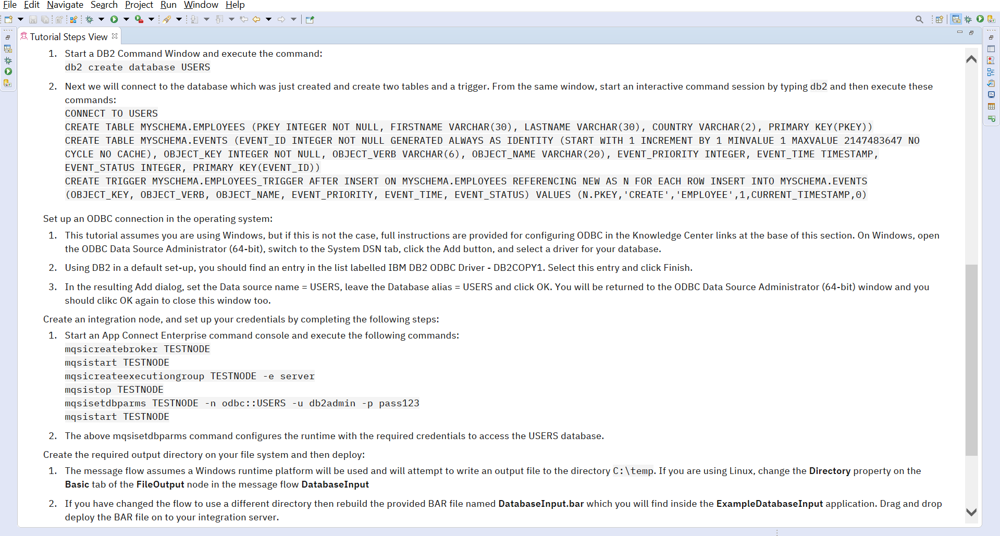 File Edit Navigate Search Project Run Window Help
Tutorial Steps View
1. Start a DB2 Command Window and execute the command:
db2 create database USERS
2. Next we will connect to the database which was just created and create two tables and a trigger. From the same window, start an interactive command session by typing db2 and then execute these
commands:
CONNECT TO USERS
CREATE TABLE MYSCHEMA.EMPLOYEES (PKEY INTEGER NOT NULL, FIRSTNAME VARCHAR(30), LASTNAME VARCHAR(30), COUNTRY VARCHAR(2), PRIMARY KEY(PKEY))
CREATE TABLE MYSCHEMA.EVENTS (EVENT_ID INTEGER NOT NULL GENERATED ALWAYS AS IDENTITY (START WITH 1 INCREMENT BY 1 MINVALUE 1 MAXVALUE 2147483647 NO
CYCLE NO CACHE), OBJECT_KEY INTEGER NOT NULL, OBJECT_VERB VARCHAR(6), OBJECT_NAME VARCHAR(20), EVENT_PRIORITY INTEGER, EVENT_TIME TIMESTAMP,
EVENT_STATUS INTEGER, PRIMARY KEY(EVENT_ID))
CREATE TRIGGER MYSCHEMA.EMPLOYEES_TRIGGER AFTER INSERT ON MYSCHEMA.EMPLOYEES REFERENCING NEW AS N FOR EACH ROW INSERT INTO MYSCHEMA.EVENTS
(OBJECT_KEY, OBJECT_VERB, OBJECT_NAME, EVENT_PRIORITY, EVENT_TIME, EVENT_STATUS) VALUES (N.PKEY,'CREATE','EMPLOYEE',1,CURRENT_TIMESTAMP,0)
Set up an ODBC connection in the operating system:
1. This tutorial assumes you are using Windows, but if this is not the case, full instructions are provided for configuring ODBC in the Knowledge Center links at the base of this section. On Windows, open
the ODBC Data Source Administrator (64-bit), switch to the System DSN tab, click the Add button, and select a driver for your database.
2. Using DB2 in a default set-up, you should find an entry in the list labelled IBM DB2 ODBC Driver - DB2COPY1. Select this entry and click Finish.
3. In the resulting Add dialog, set the Data source name = USERS, leave the Database alias = USERS and click OK. You will be returned to the ODBC Data Source Administrator (64-bit) window and you
should clikc OK again to close this window too.
Create an integration node, and set up your credentials by completing the following steps:
1. Start an App Connect Enterprise command console and execute the following commands:
mqsicreatebroker TESTNODE
mqsistart TESTNODE
mqsicreateexecutiongroup TESTNODE -e server
mqsistop TESTNODE
mqsisetdbparms TESTNODE -n odbc::USERS -u db2admin -p pass123
mqsistart TESTNODE
2. The above mqsisetdbparms command configures the runtime with the required credentials to access the USERS database.
Create the required output directory on your file system and then deploy:
1. The message flow assumes a Windows runtime platform will be used and will attempt to write an output file to the directory C:\temp. If you are using Linux, change the Directory property on the
Basic tab of the FileOutput node in the message flow DatabaseInput
2. If you have changed the flow to use a different directory then rebuild the provided BAR file named DatabaseInput.bar which you will find inside the ExampleDatabaseInput application. Drag and drop
deploy the BAR file on to your integration server.